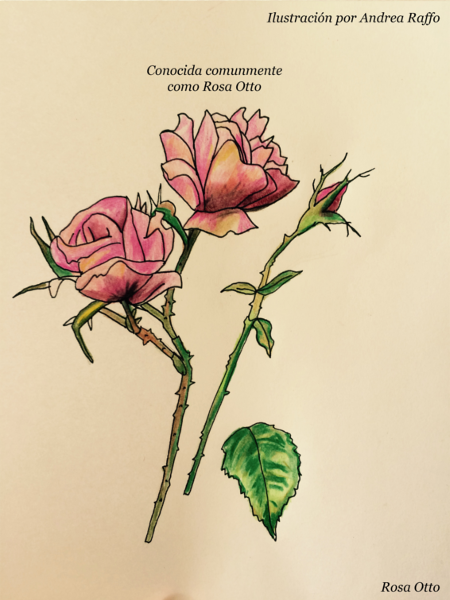 Ilustración por Andrea Raffo
Conocida comunmente
como Rosa Otto
Rosa Otto